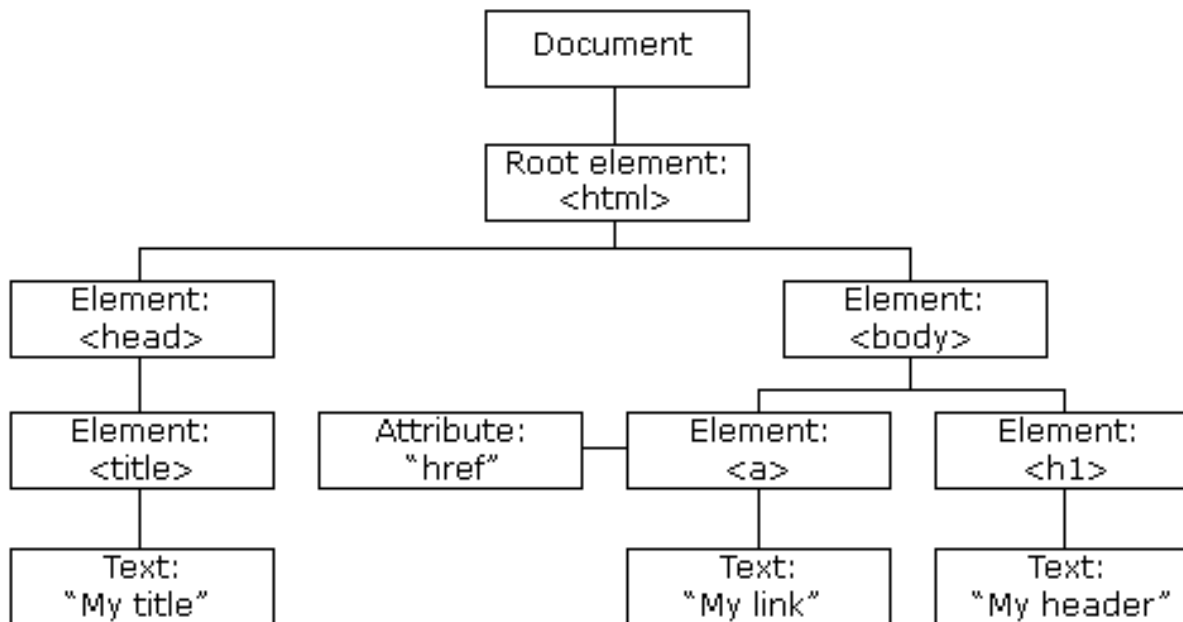 Document
Root element:
<html>
Element:
<head>
Element:
<body>
Element:
<title>
Attribute:
“href”
Element:
<a>
Element:
<h1>
Text:
“My title”
Text:
“My link”
Text:
“My header”